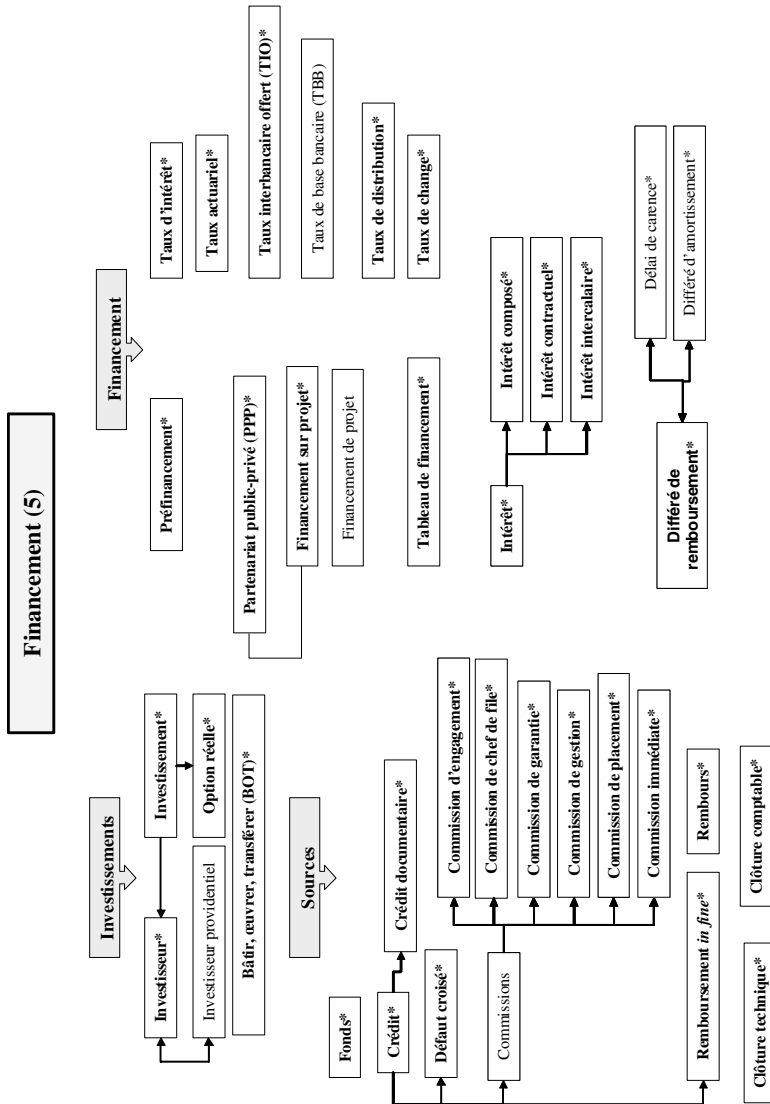 Financement (5)
Investissements
Investisseur*
Investissement*
Investisseur providentiel
Option réelle*
Bâtir, œuvrer, transférer (BOT)*
Sources
Fonds*
Crédit*
Crédit documentaire*
Défaut croisé*
Commissions
Commission d'engagement*
Commission de chef de file*
Commission de garantie*
Commission de gestion*
Commission de placement*
Commission immédiate*
Remboursement in fine*
Rembours*
Clôture technique*
Clôture comptable*
Financement
Préfinancement*
Taux d'intérêt*
Taux actuariel*
Partenariat public-privé (PPP)*
Taux interbancaire offert (TIO)*
Financement sur projet*
Taux de base bancaire (TBB)
Financement de projet
Taux de distribution*
Tableau de financement*
Taux de change*
Intérêt*
Intérêt composé*
Intérêt contractuel*
Intérêt intercalaire*
Différé de
remboursement*
Délai de carence*
Différé d'amortissement*